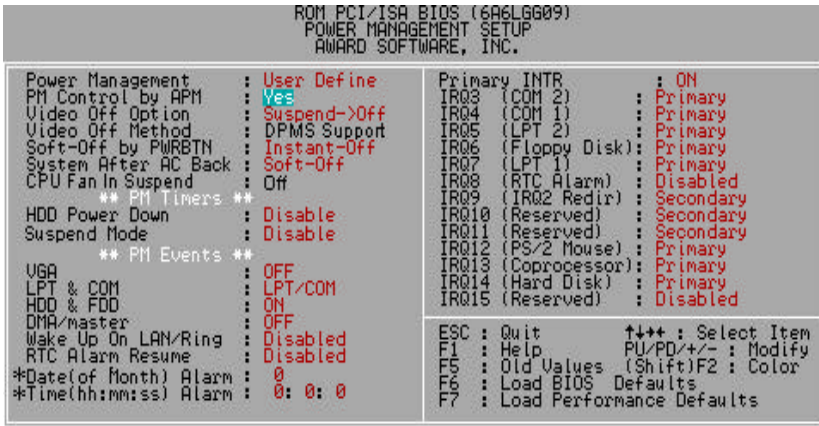 ROM PCI/ISA BIOS (6A6LGG09)
POWER MANAGEMENT SETUP
AWARD SOFTWARE, INC.
Power Management : User Define
PM Control by APM : Yes
Video Off Option : Suspend->Off
Video Off Method : DPMS Support
Soft-Off by PWRBTN : Instant-Off
System After AC Back : Soft-Off
CPU Fan In Suspend : Off
** PM Timers **
HDD Power Down : Disable
Suspend Mode : Disable
** PM Events **
VGA : OFF
LPT & COM : LPT/COM
HDD & FDD : ON
DMA/master : OFF
Wake Up On LAN/Ring : Disabled
RTC Alarm Resume : Disabled
*Date(of Month) Alarm : 0
*Time(hh:mm:ss) Alarm : 0: 0: 0
Primary INTR : ON
IRQ3 (COM 2) : Primary
IRQ4 (COM 1) : Primary
IRQ5 (LPT 2) : Primary
IRQ6 (Floppy Disk): Primary
IRQ7 (LPT 1) : Primary
IRQ8 (RTC Alarm) : Disabled
IRQ9 (IRQ2 Redir) : Secondary
IRQ10 (Reserved) : Secondary
IRQ11 (Reserved) : Secondary
IRQ12 (PS/2 Mouse) : Primary
IRQ13 (Coprocessor): Primary
IRQ14 (Hard Disk) : Primary
IRQ15 (Reserved) : Disabled
ESC : Quit ↑↓→← : Select Item
F1 : Help PU/PD/+/- : Modify
F5 : Old Values (Shift)F2 : Color
F6 : Load BIOS Defaults
F7 : Load Performance Defaults